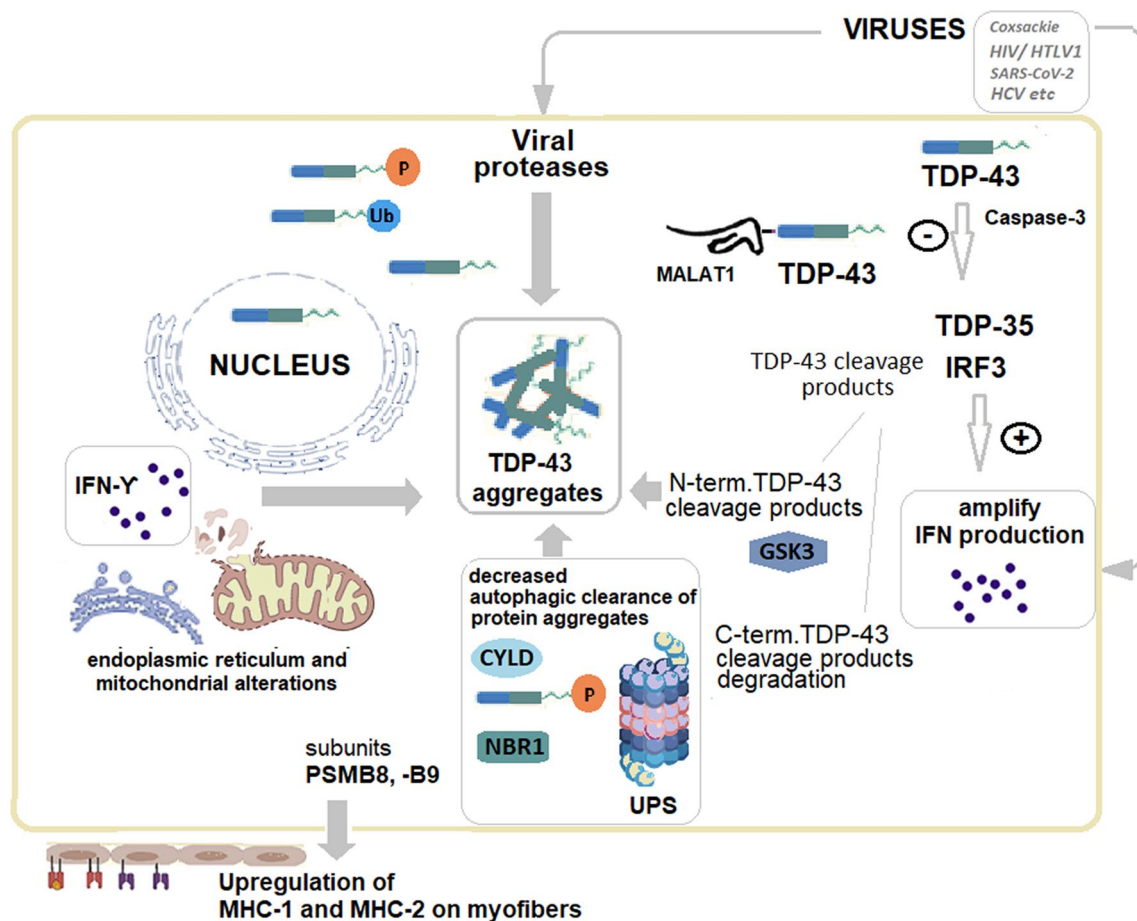 VIRUSES
Coxsackie
HIV/ HTLV1
SARS-CoV-2
HCV etc
Viral
proteases
P
Ub
TDP-43
Caspase-3
-
MALAT1
TDP-43
NUCLEUS
TDP-35
IRF3
+
TDP-43 cleavage
products
TDP-43
aggregates
IFN-Y
N-term.TDP-43
cleavage products
GSK3
amplify
IFN production
decreased
autophagic clearance of
protein aggregates
CYLD
P
NBR1
UPS
C-term.TDP-43
cleavage products
degradation
endoplasmic reticulum and
mitochondrial alterations
subunits
PSMB8, -B9
Upregulation of
MHC-1 and MHC-2 on myofibers